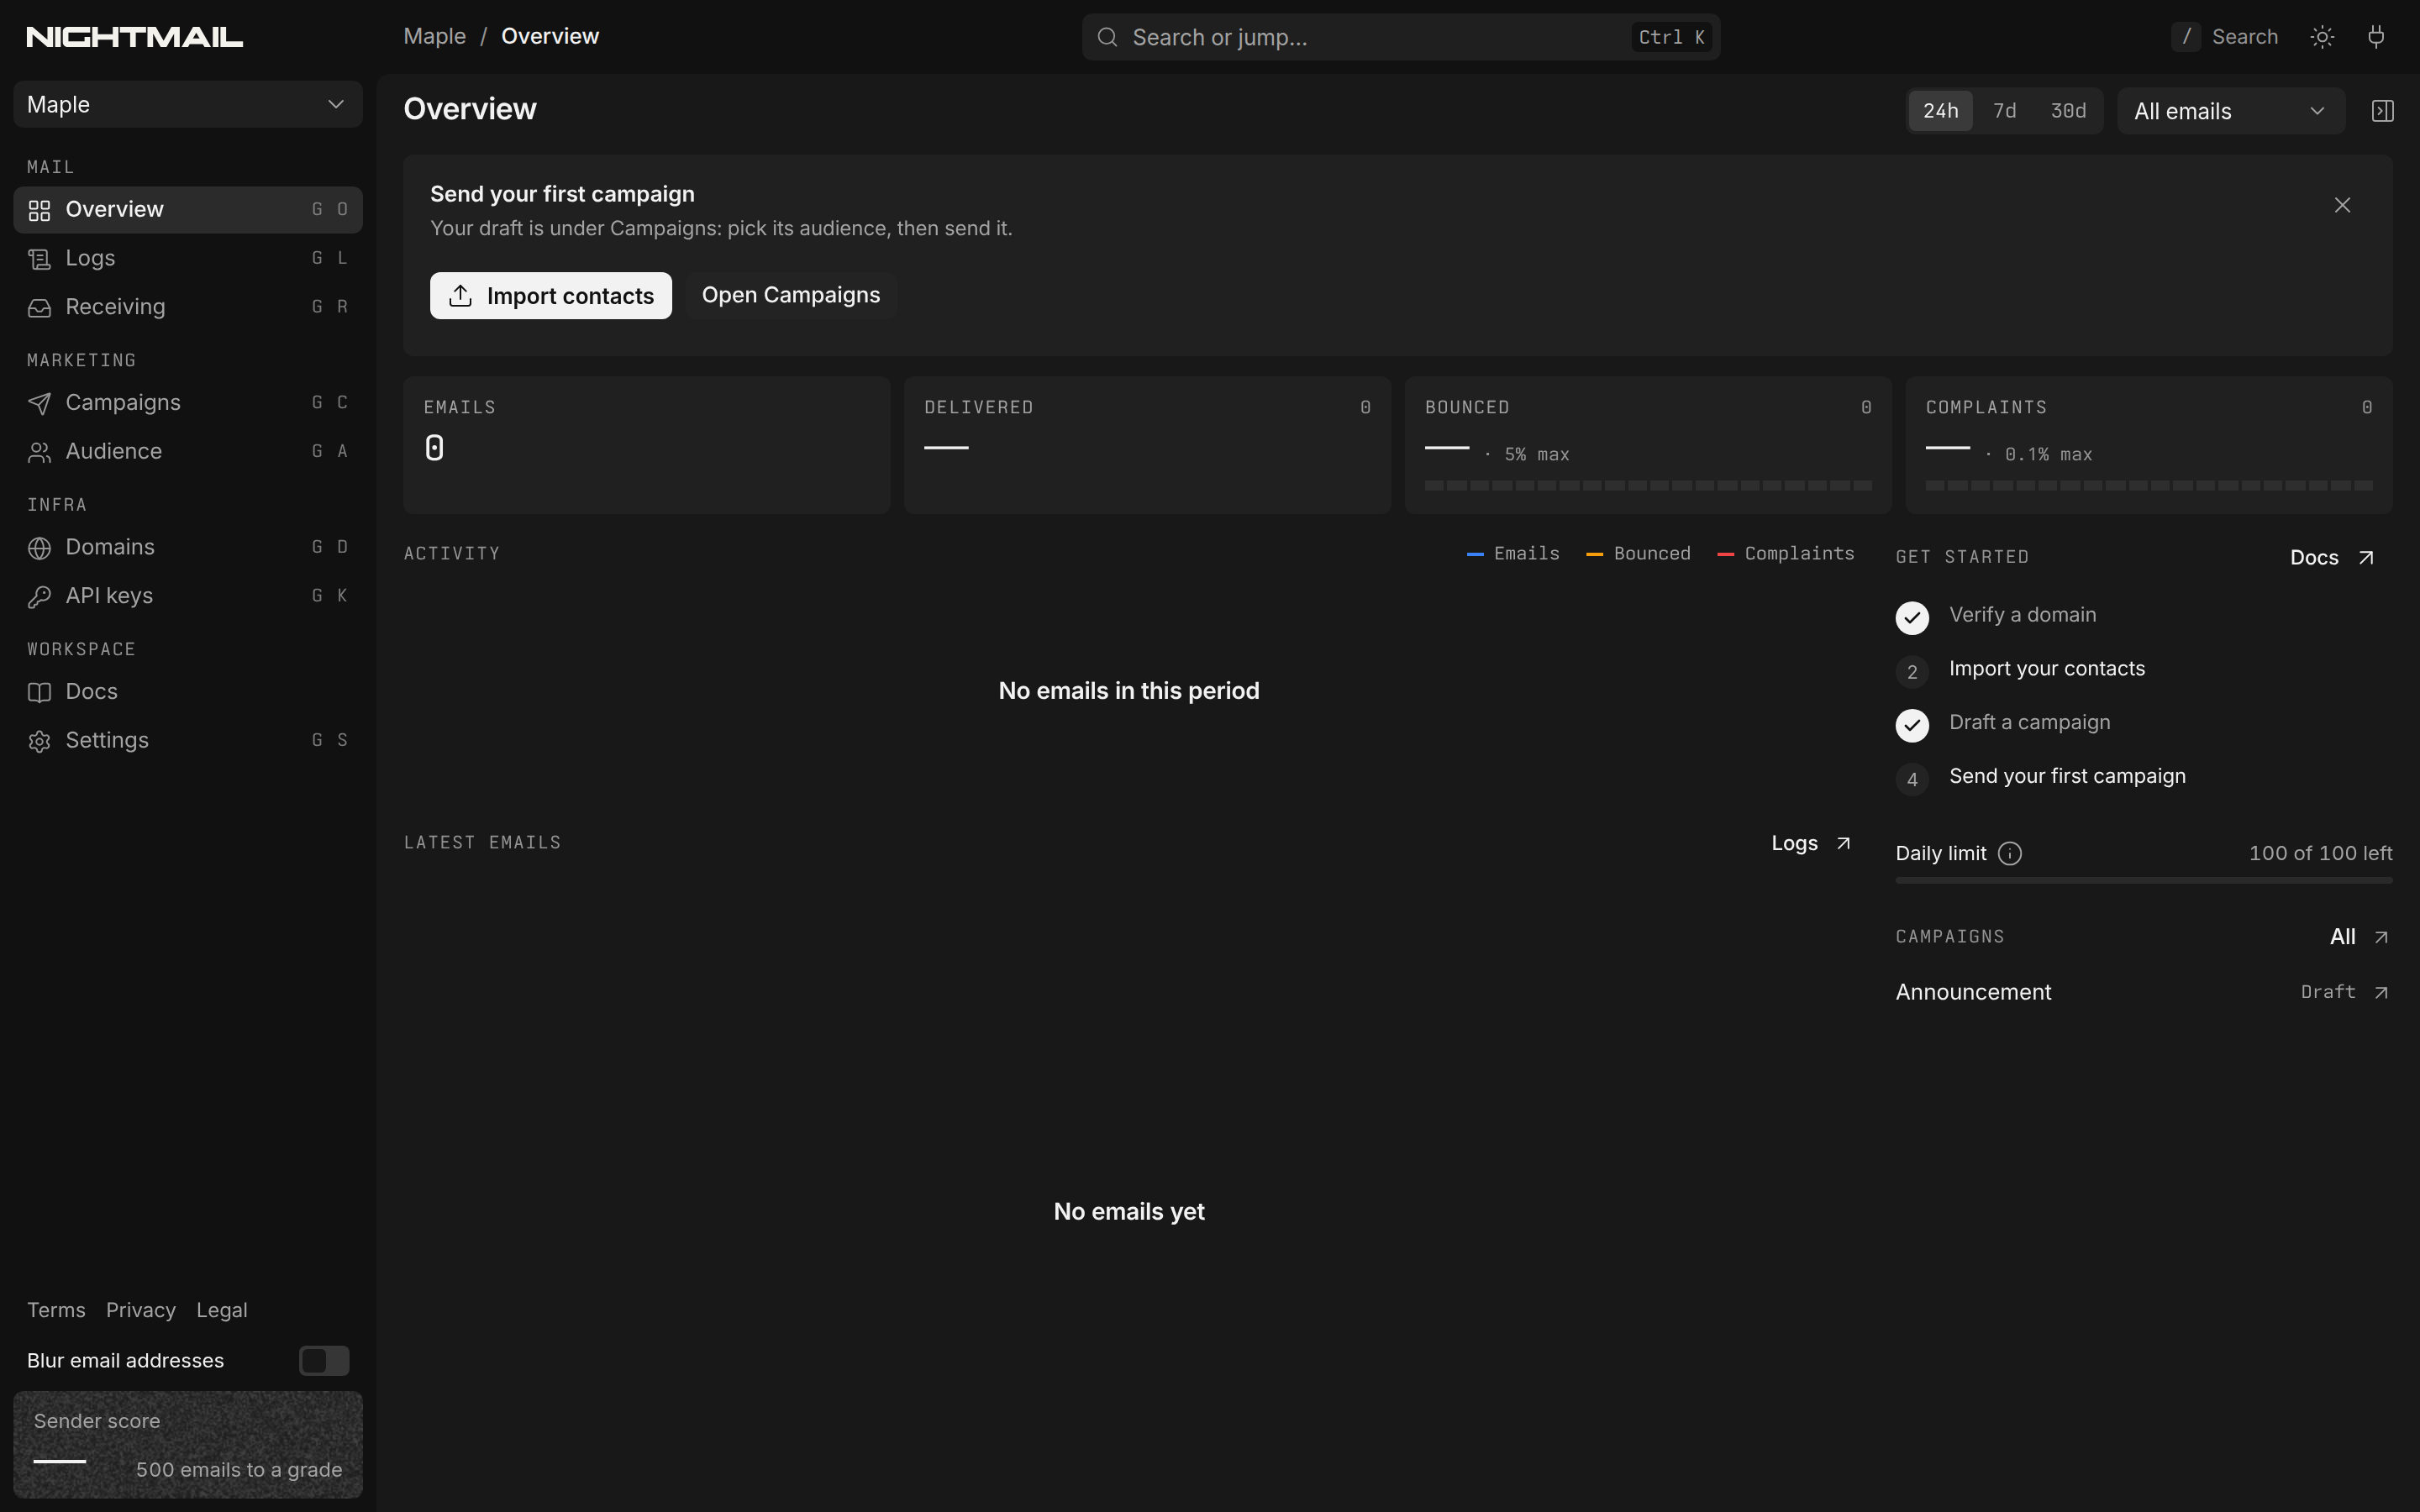 NIGHTMAIL
Maple / Overview
Search or jump...
Ctrl K
/ Search
Maple
MAIL
Overview G O
Logs G L
Receiving G R
MARKETING
Campaigns G C
Audience G A
INFRA
Domains G D
API keys G K
WORKSPACE
Docs
Settings G S
Terms Privacy Legal
Blur email addresses
Sender score
— 500 emails to a grade
Overview
24h 7d 30d
All emails
Send your first campaign
Your draft is under Campaigns: pick its audience, then send it.
Import contacts Open Campaigns
EMAILS
0
DELIVERED 0
—
BOUNCED 0
— · 5% max
COMPLAINTS 0
— · 0.1% max
ACTIVITY
Emails Bounced Complaints
No emails in this period
LATEST EMAILS
Logs
No emails yet
GET STARTED
Docs
Verify a domain
2 Import your contacts
Draft a campaign
4 Send your first campaign
Daily limit 100 of 100 left
CAMPAIGNS All
Announcement Draft